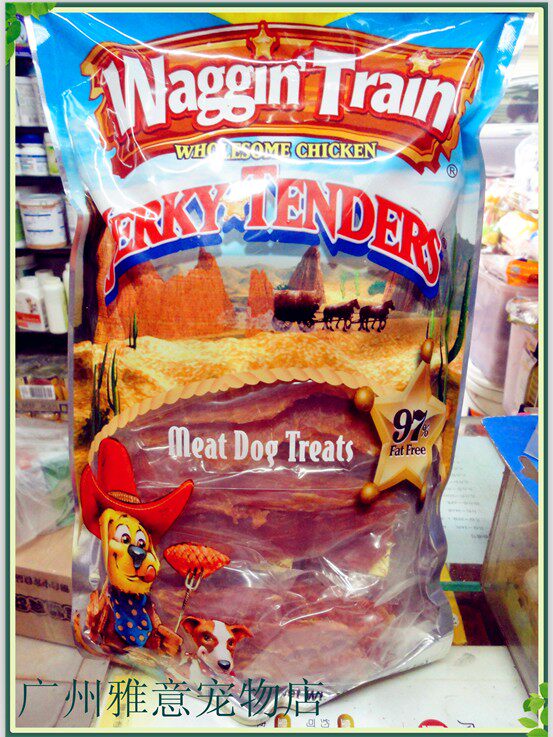 Waggin' Train
WHOLESOME CHICKEN
®
JERKY TENDERS
97%
Fat Free
Meat Dog Treats
广州雅意宠物店